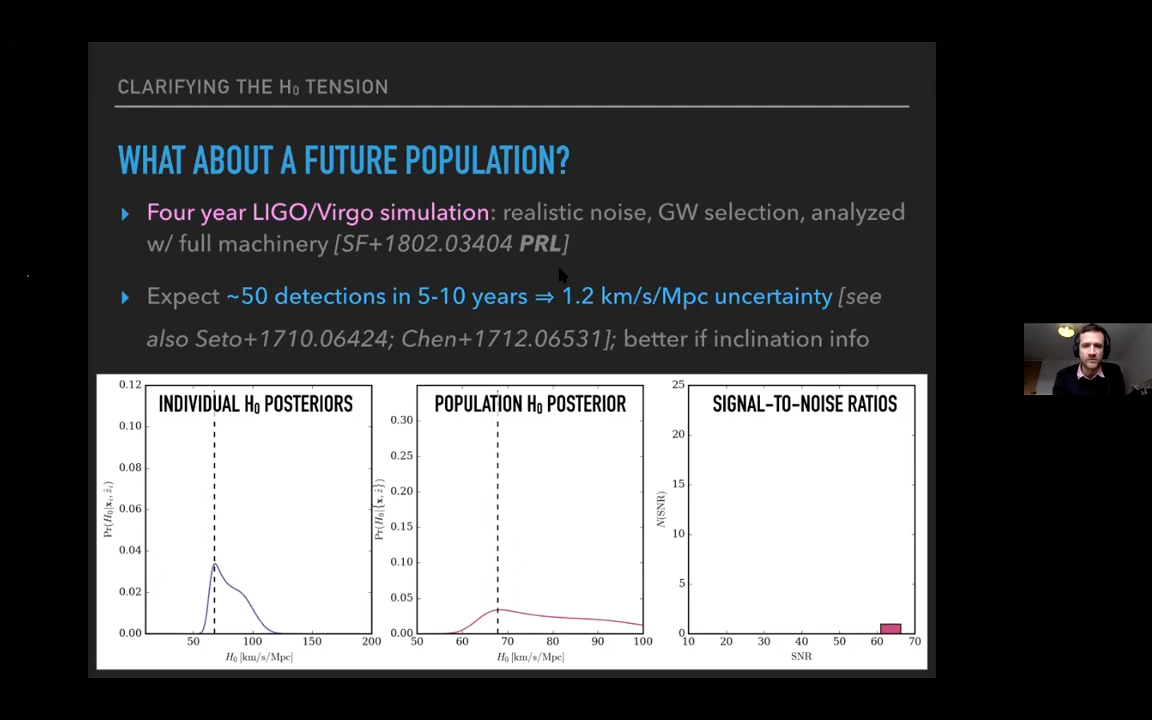 CLARIFYING THE H₀ TENSION
WHAT ABOUT A FUTURE POPULATION?
▸ Four year LIGO/Virgo simulation: realistic noise, GW selection, analyzed
w/ full machinery [SF+1802.03404 PRL]
▸ Expect ~50 detections in 5-10 years ⇒ 1.2 km/s/Mpc uncertainty [see
also Seto+1710.06424; Chen+1712.06531]; better if inclination info
INDIVIDUAL H₀ POSTERIORS
0.12
0.10
0.08
0.06
0.04
0.02
0.00
Pr(H₀|xᵢ, ẑᵢ)
50 100 150 200
H₀ [km/s/Mpc]
POPULATION H₀ POSTERIOR
0.30
0.25
0.20
0.15
0.10
0.05
0.00
Pr(H₀|{x, ẑ})
50 60 70 80 90 100
H₀ [km/s/Mpc]
SIGNAL-TO-NOISE RATIOS
25
20
15
10
5
0
N(SNR)
10 20 30 40 50 60 70
SNR